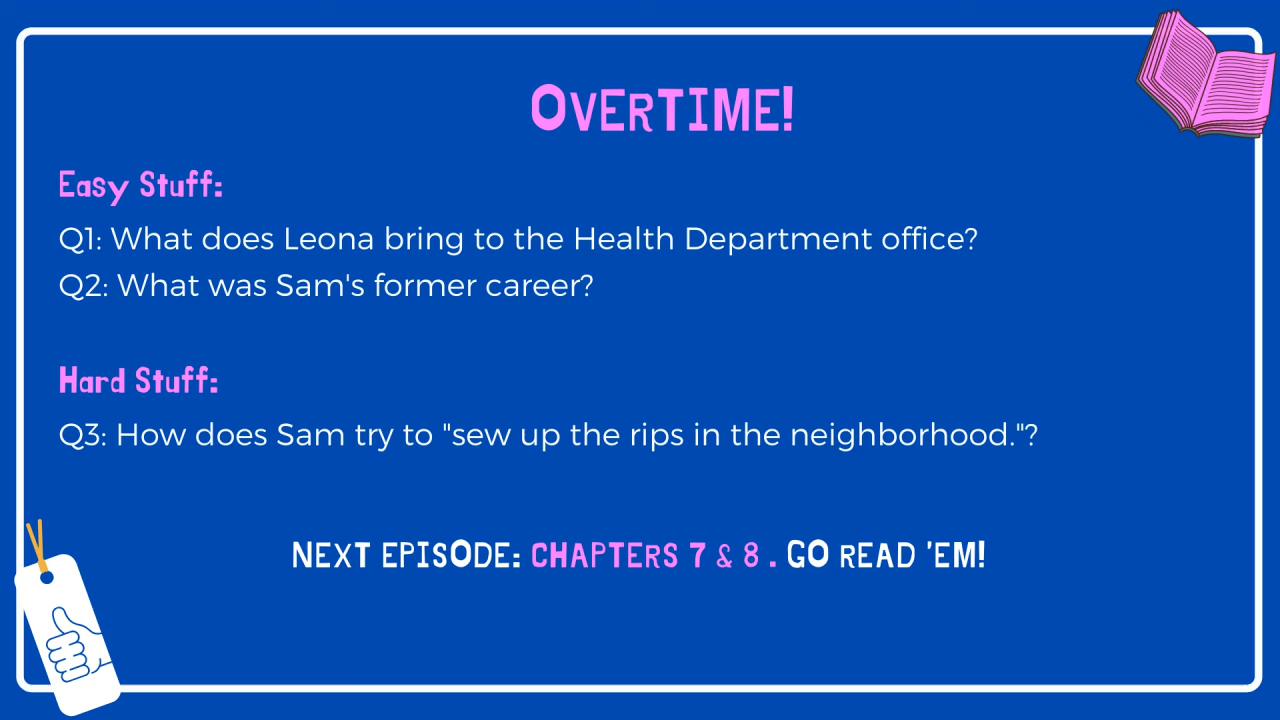 OVERTIME!
Easy Stuff:
Q1: What does Leona bring to the Health Department office?
Q2: What was Sam's former career?
Hard Stuff:
Q3: How does Sam try to "sew up the rips in the neighborhood."?
NEXT EPISODE: CHAPTERS 7 & 8 . GO READ 'EM!